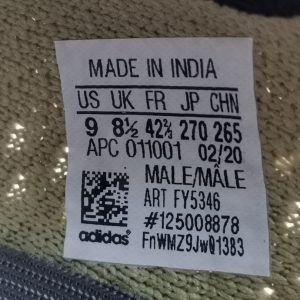 MADE IN INDIA
US UK FR JP CHN
9 8½ 42⅔ 270 265
APC 011001 02/20
MALE/MÂLE
ART FY5346
#125008878
adidas® FnWMZ9JwQ1383